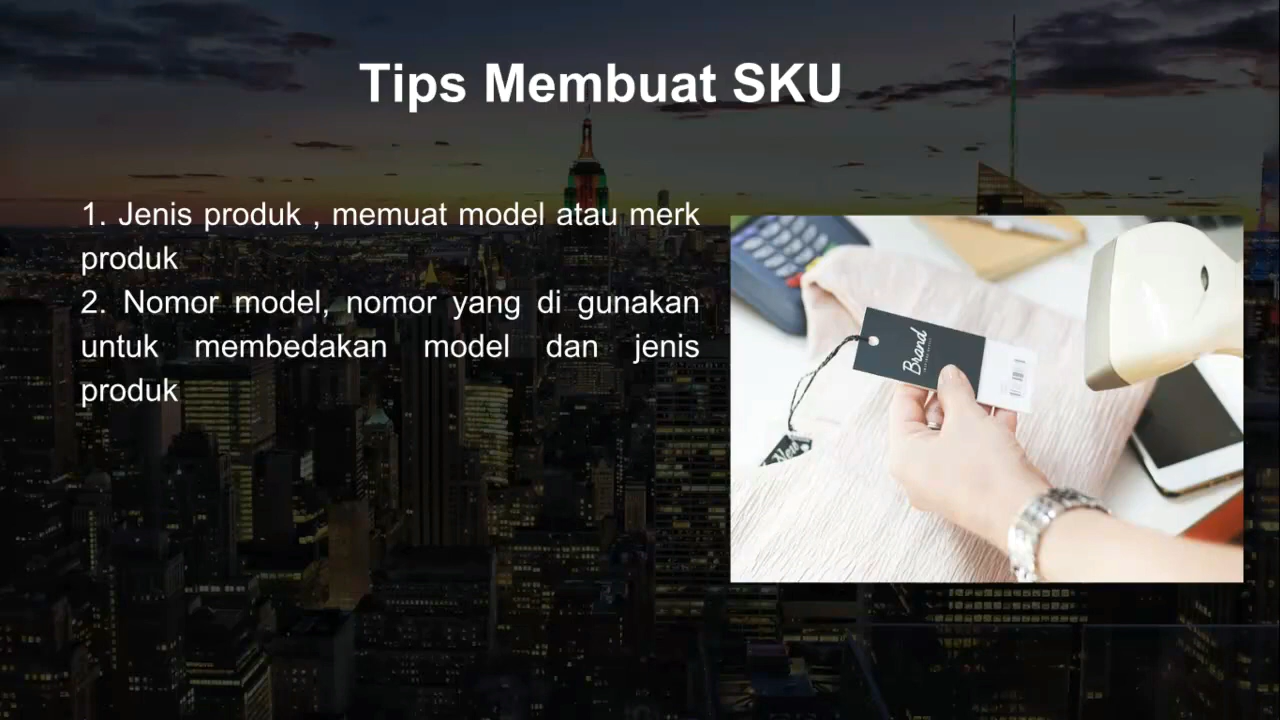 Tips Membuat SKU
1. Jenis produk , memuat model atau merk
produk
2. Nomor model, nomor yang di gunakan
untuk membedakan model dan jenis
produk
Brand
New